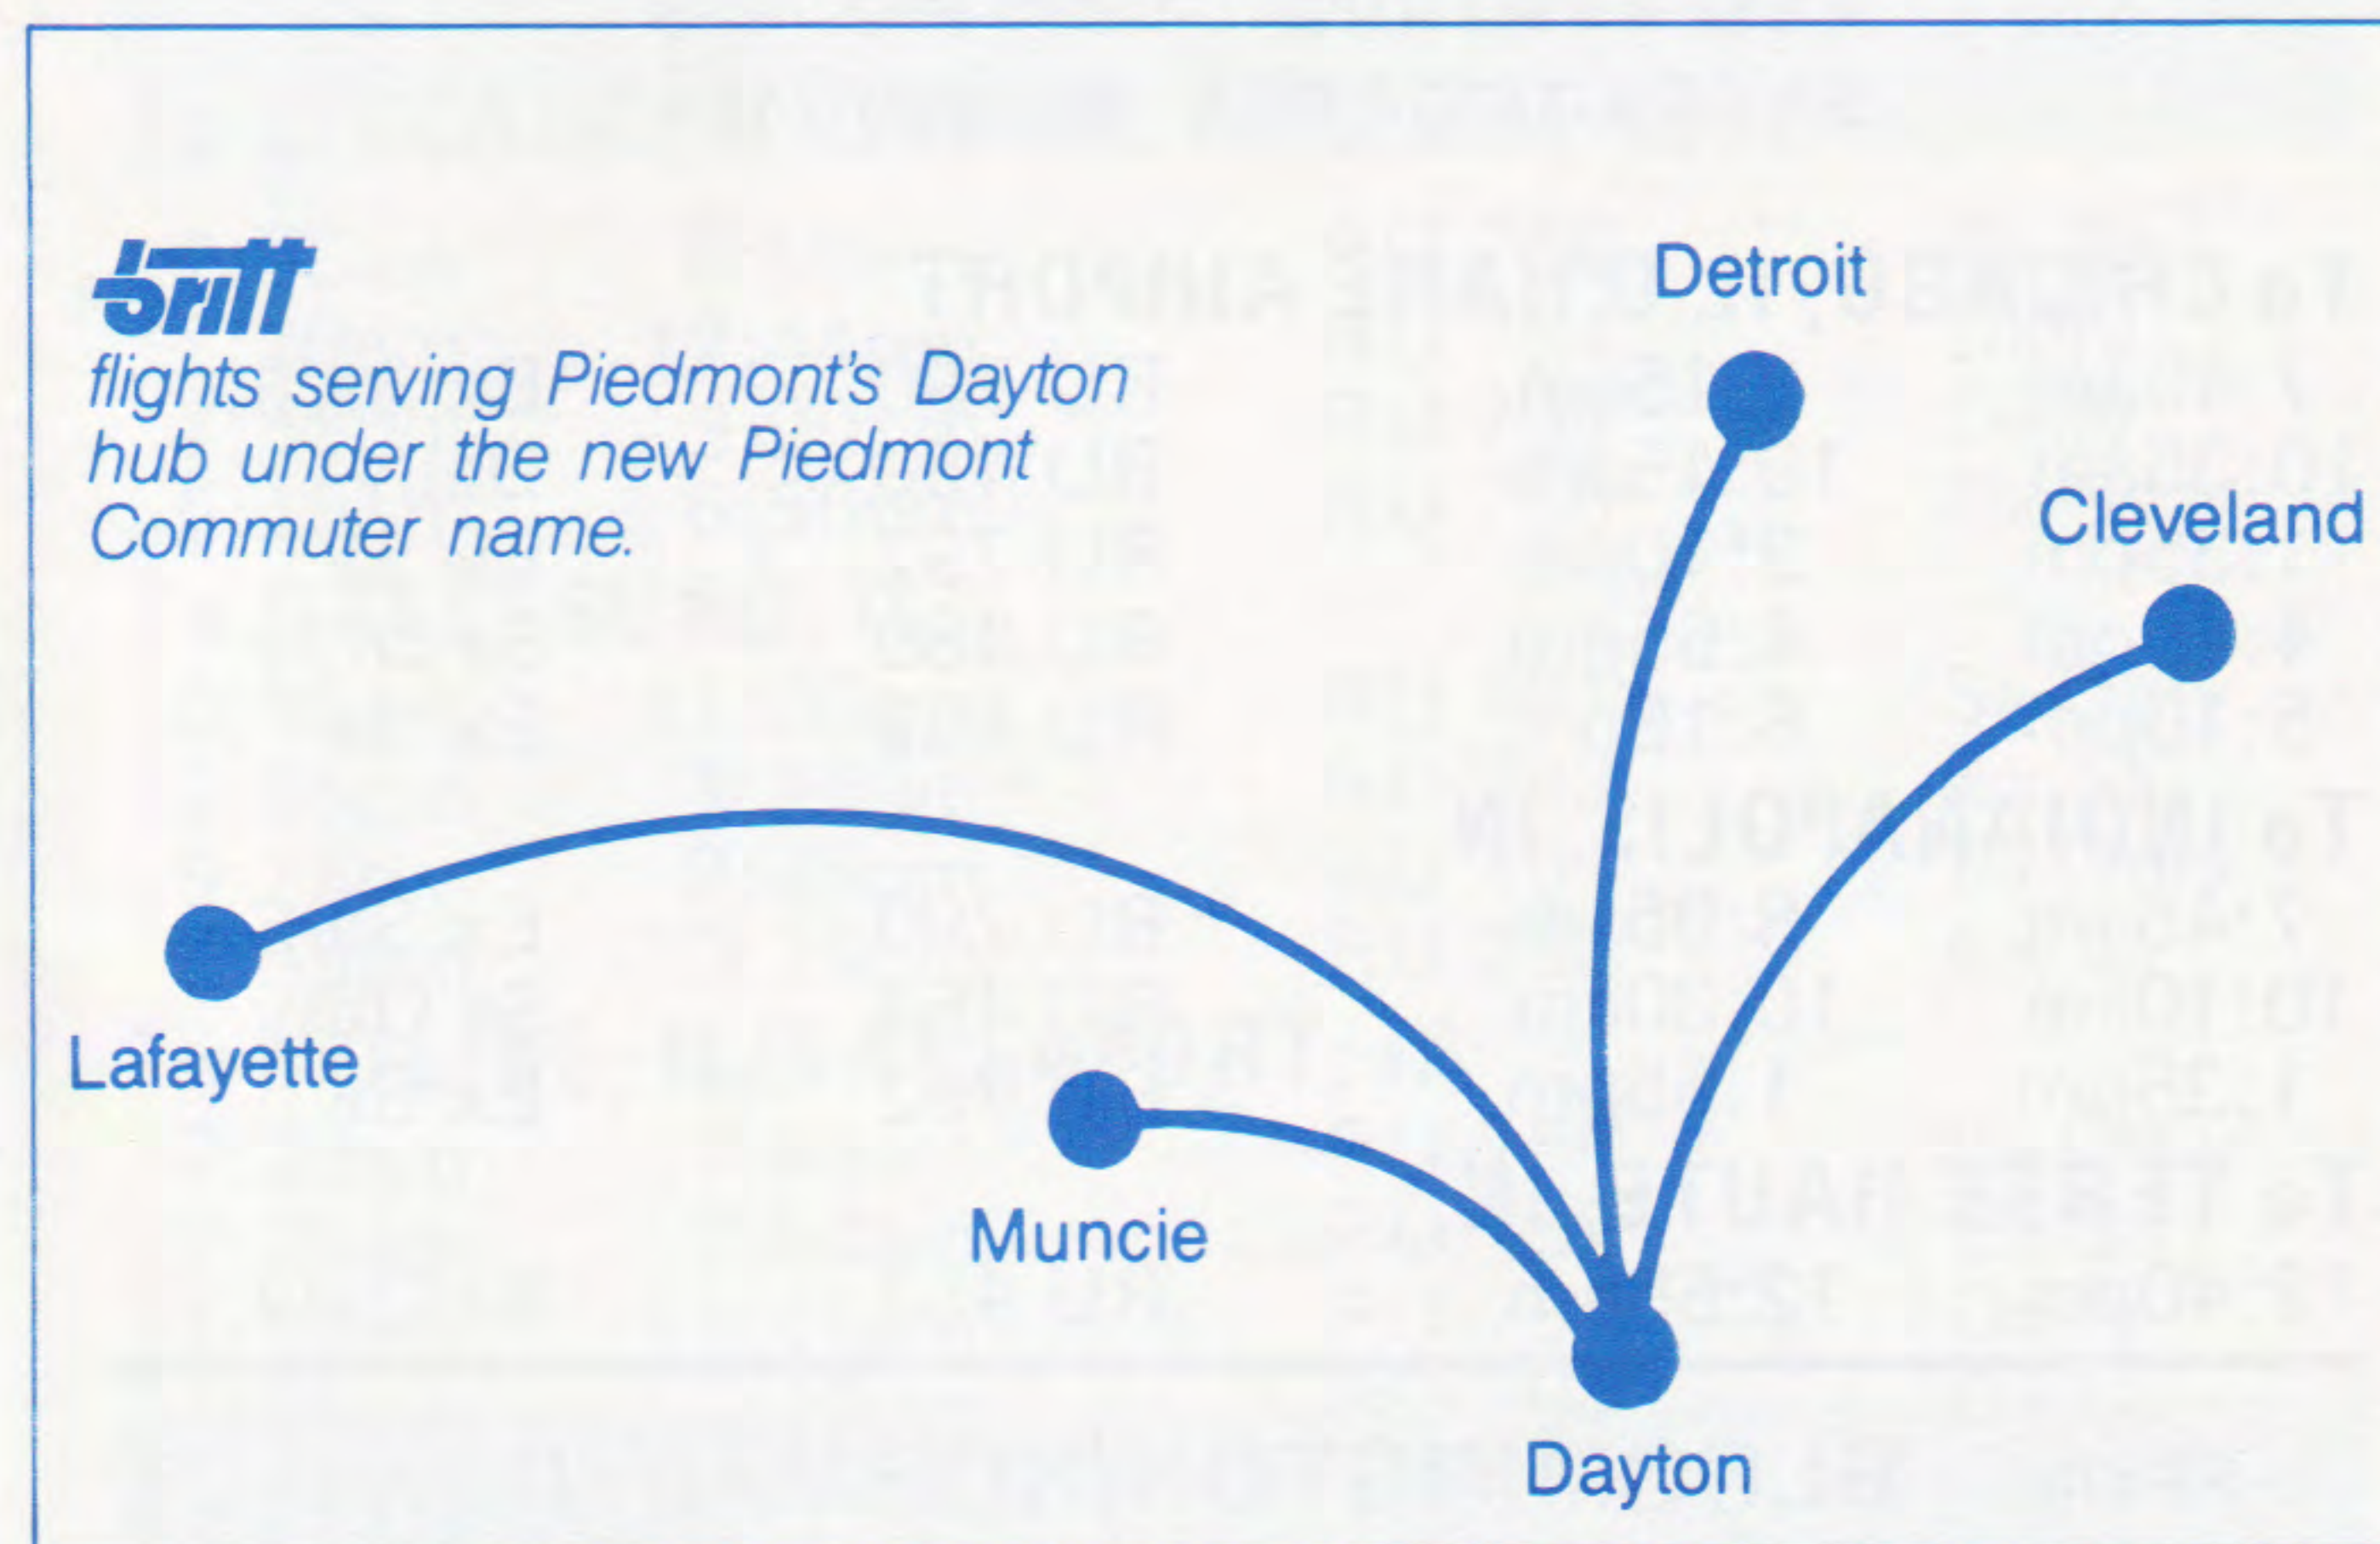 britt
flights serving Piedmont's Dayton
hub under the new Piedmont
Commuter name.
Detroit
Cleveland
Lafayette
Muncie
Dayton